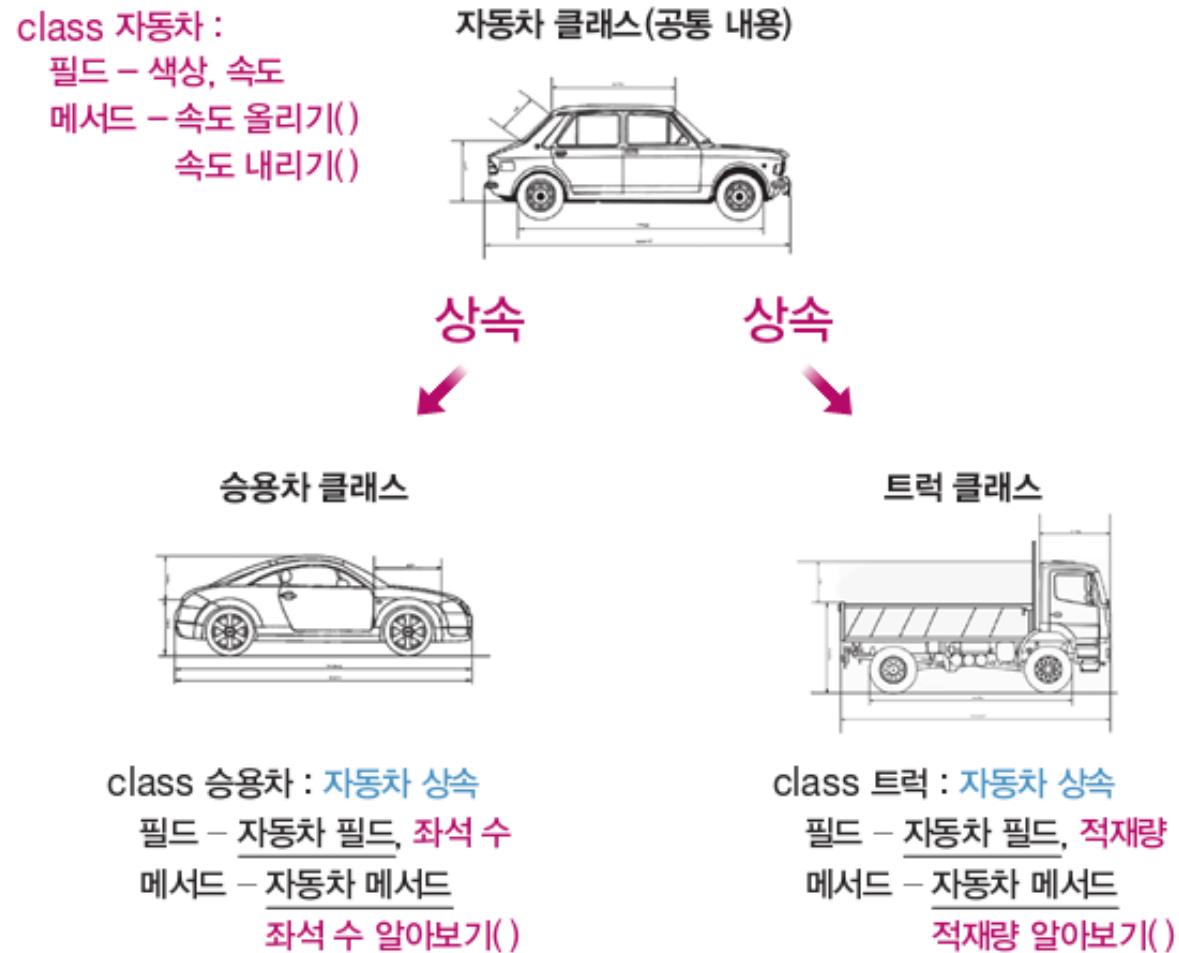 class 자동차 :
필드 – 색상, 속도
메서드 – 속도 올리기()
속도 내리기()
자동차 클래스(공통 내용)
상속
상속
승용차 클래스
트럭 클래스
class 승용차 : 자동차 상속
필드 – 자동차 필드, 좌석 수
메서드 – 자동차 메서드
좌석 수 알아보기()
class 트럭 : 자동차 상속
필드 – 자동차 필드, 적재량
메서드 – 자동차 메서드
적재량 알아보기()